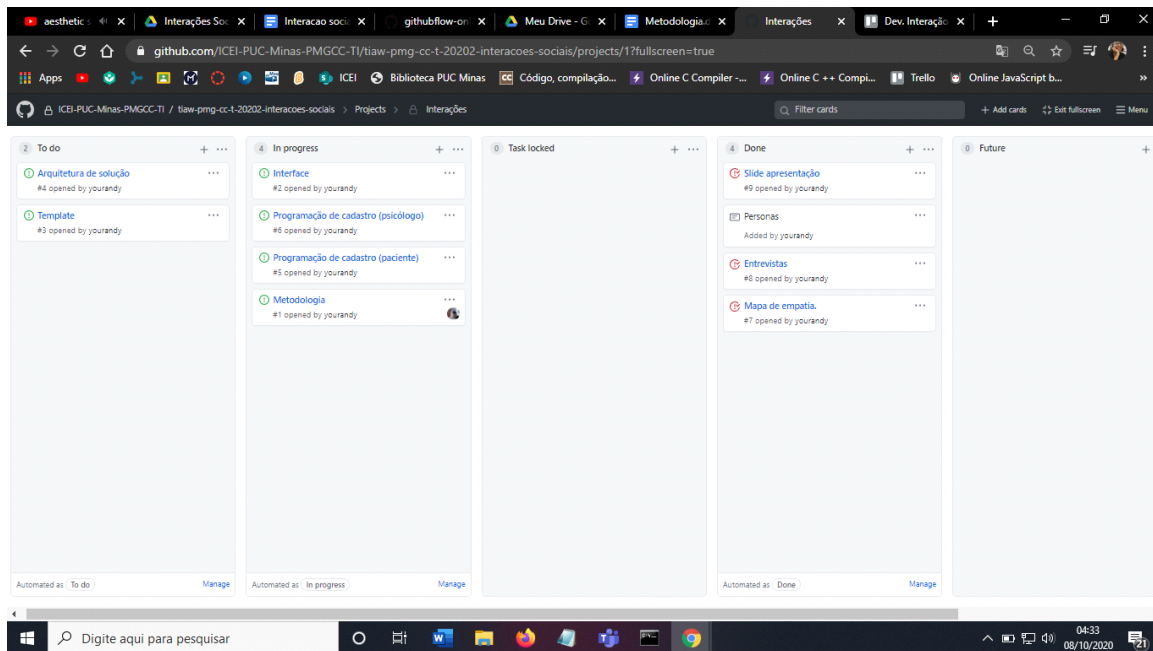 aesthetic s
Interações Soc
Interacao socia
githubflow-onl
Meu Drive - Go
Metodologia.d
Interações
Dev. Interação
github.com/ICEI-PUC-Minas-PMGCC-TI/tiaw-pmg-cc-t-20202-interacoes-sociais/projects/1?fullscreen=true
Apps
ICEI
Biblioteca PUC Minas
CC
Código, compilação...
Online C Compiler -...
Online C ++ Compi...
Trello
Online JavaScript b...
»
ICEI-PUC-Minas-PMGCC-TI / tiaw-pmg-cc-t-20202-interacoes-sociais > Projects > Interações
Filter cards
+ Add cards
Exit fullscreen
Menu
2 To do
Arquitetura de solução
#4 opened by yourandy
Template
#3 opened by yourandy
Automated as To do
Manage
4 In progress
Interface
#2 opened by yourandy
Programação de cadastro (psicólogo)
#6 opened by yourandy
Programação de cadastro (paciente)
#5 opened by yourandy
Metodologia
#1 opened by yourandy
Automated as In progress
Manage
0 Task locked
4 Done
Slide apresentação
#9 opened by yourandy
Personas
Added by yourandy
Entrevistas
#8 opened by yourandy
Mapa de empatia.
#7 opened by yourandy
Automated as Done
Manage
0 Future
Digite aqui para pesquisar
04:33
08/10/2020
21